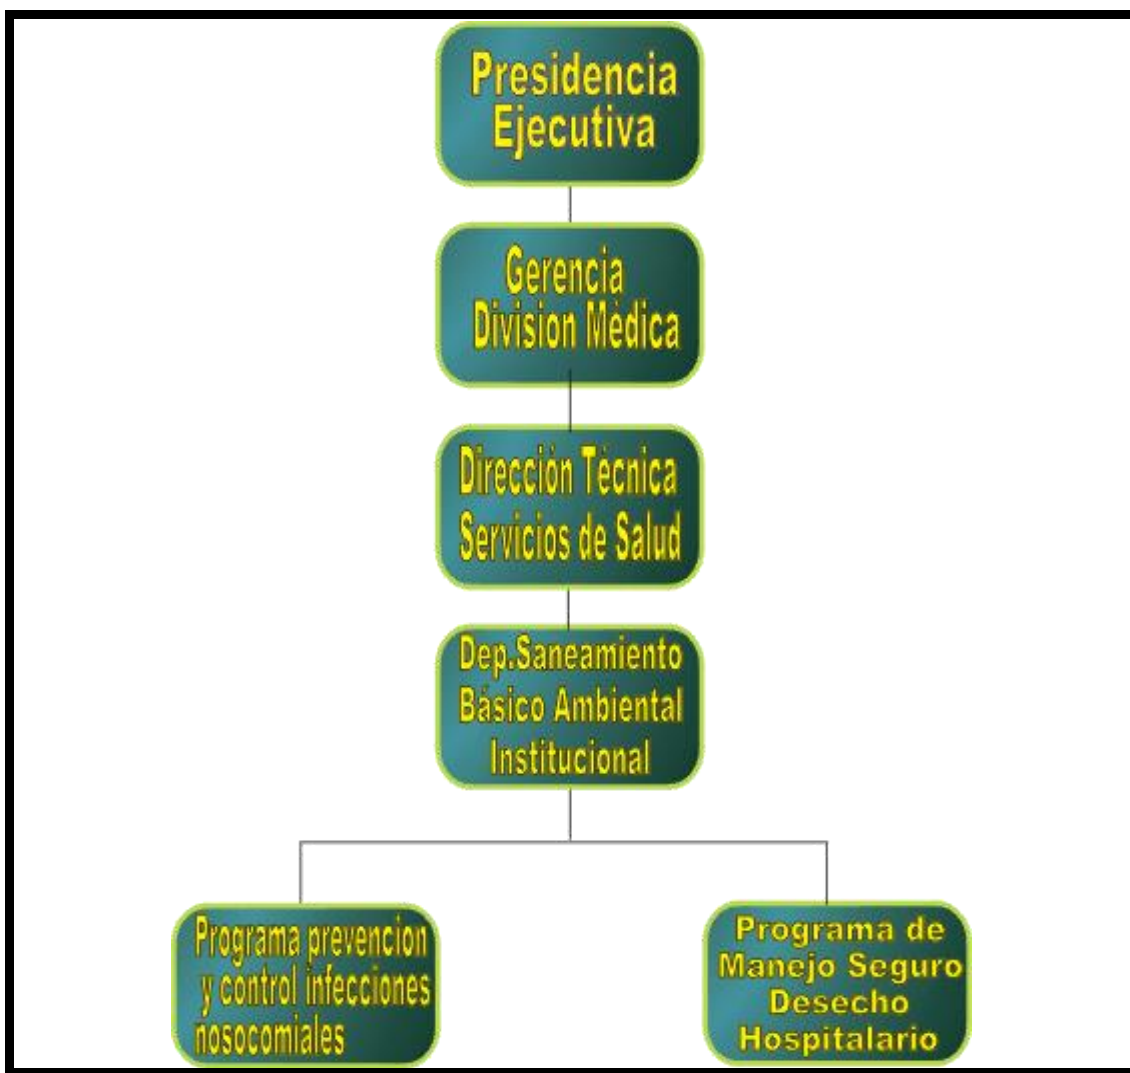 Presidencia
Ejecutiva
Gerencia
Division Médica
Dirección Técnica
Servicios de Salud
Dep.Saneamiento
Básico Ambiental
Institucional
Programa prevencion
y control infecciones
nosocomiales
Programa de
Manejo Seguro
Desecho
Hospitalario